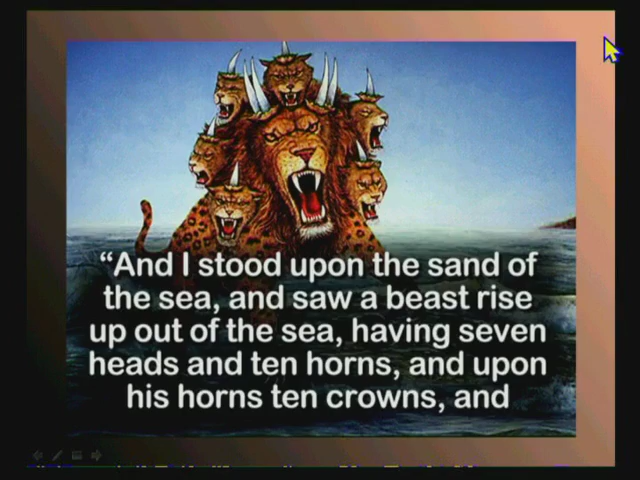 “And I stood upon the sand of
the sea, and saw a beast rise
up out of the sea, having seven
heads and ten horns, and upon
his horns ten crowns, and